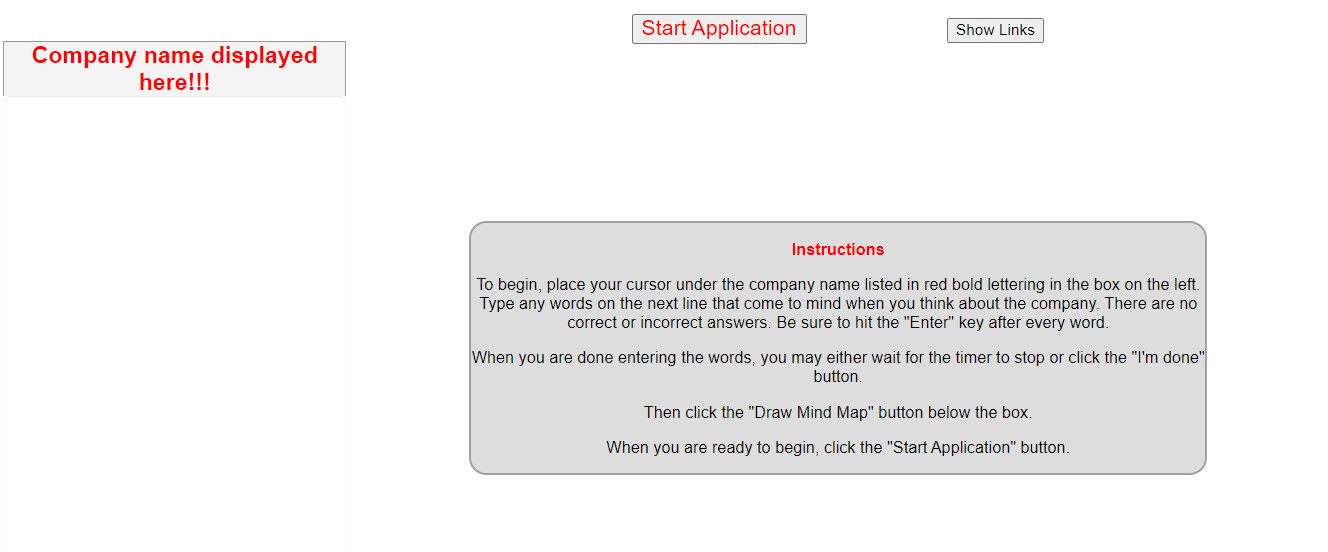 Start Application
Show Links
Company name displayed
here!!!
Instructions
To begin, place your cursor under the company name listed in red bold lettering in the box on the left.
Type any words on the next line that come to mind when you think about the company. There are no
correct or incorrect answers. Be sure to hit the "Enter" key after every word.
When you are done entering the words, you may either wait for the timer to stop or click the "I'm done"
button.
Then click the "Draw Mind Map" button below the box.
When you are ready to begin, click the "Start Application" button.